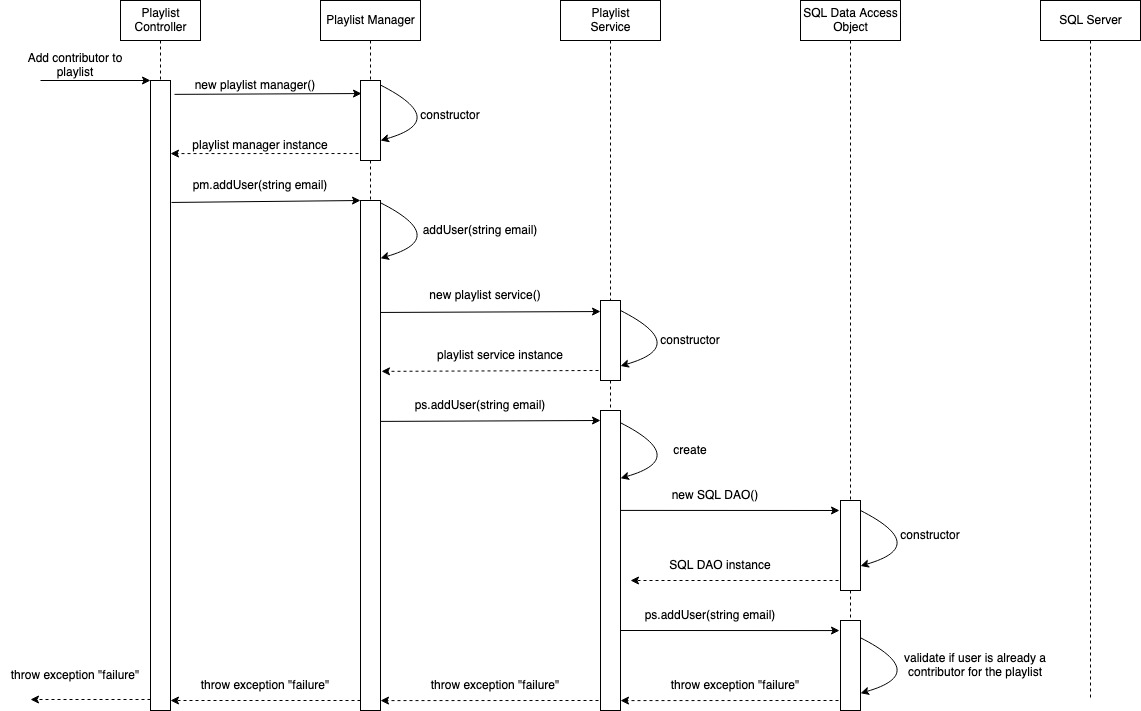 Playlist
Controller
Playlist Manager
Playlist
Service
SQL Data Access
Object
SQL Server
Add contributor to
playlist
new playlist manager()
constructor
playlist manager instance
pm.addUser(string email)
addUser(string email)
new playlist service()
constructor
playlist service instance
ps.addUser(string email)
create
new SQL DAO()
constructor
SQL DAO instance
ps.addUser(string email)
validate if user is already a
contributor for the playlist
throw exception "failure"
throw exception "failure"
throw exception "failure"
throw exception "failure"